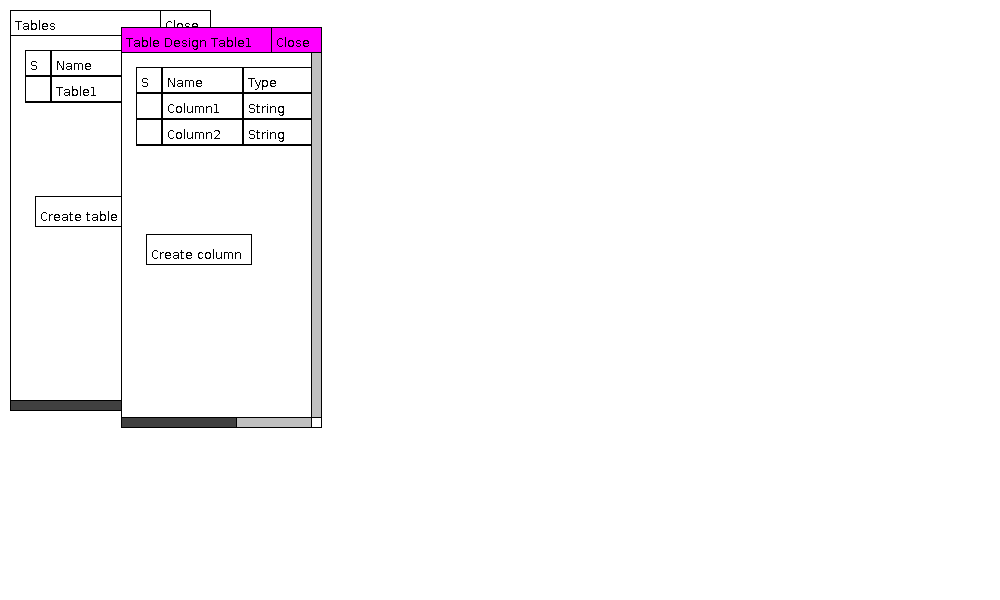 Tables Close
S Name
Table1
Create table
Table Design Table1 Close
S Name Type
Column1 String
Column2 String
Create column